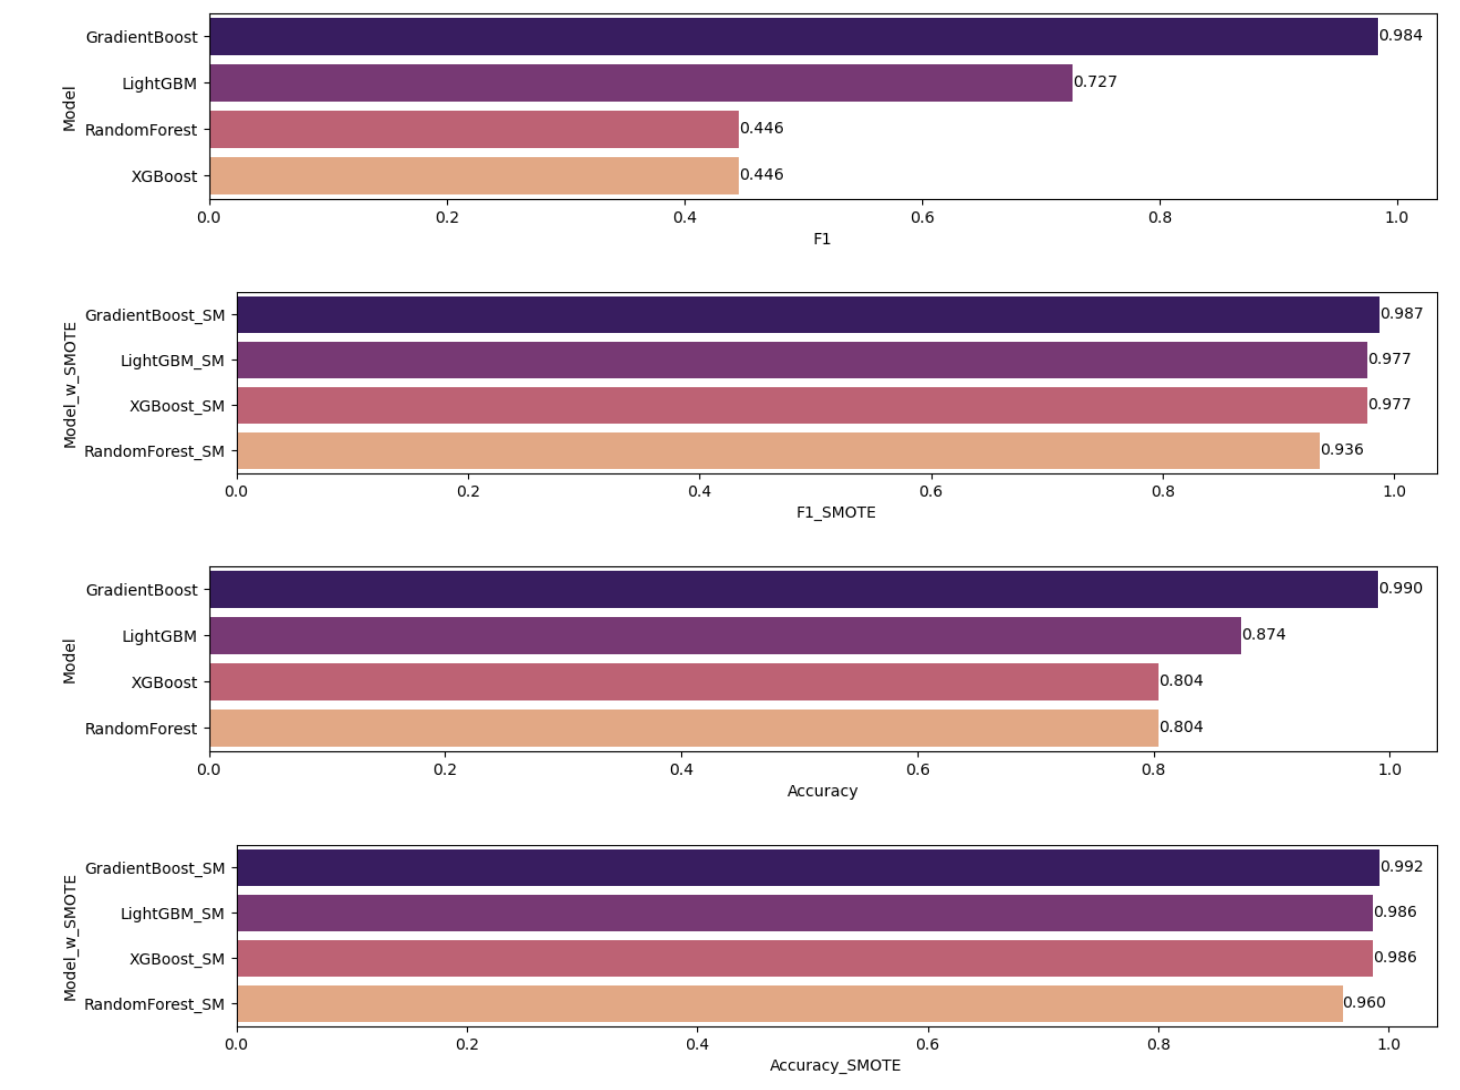 Model
GradientBoost 0.984
LightGBM 0.727
RandomForest 0.446
XGBoost 0.446
0.0 0.2 0.4 0.6 0.8 1.0
F1
Model_w_SMOTE
GradientBoost_SM 0.987
LightGBM_SM 0.977
XGBoost_SM 0.977
RandomForest_SM 0.936
0.0 0.2 0.4 0.6 0.8 1.0
F1_SMOTE
Model
GradientBoost 0.990
LightGBM 0.874
XGBoost 0.804
RandomForest 0.804
0.0 0.2 0.4 0.6 0.8 1.0
Accuracy
Model_w_SMOTE
GradientBoost_SM 0.992
LightGBM_SM 0.986
XGBoost_SM 0.986
RandomForest_SM 0.960
0.0 0.2 0.4 0.6 0.8 1.0
Accuracy_SMOTE